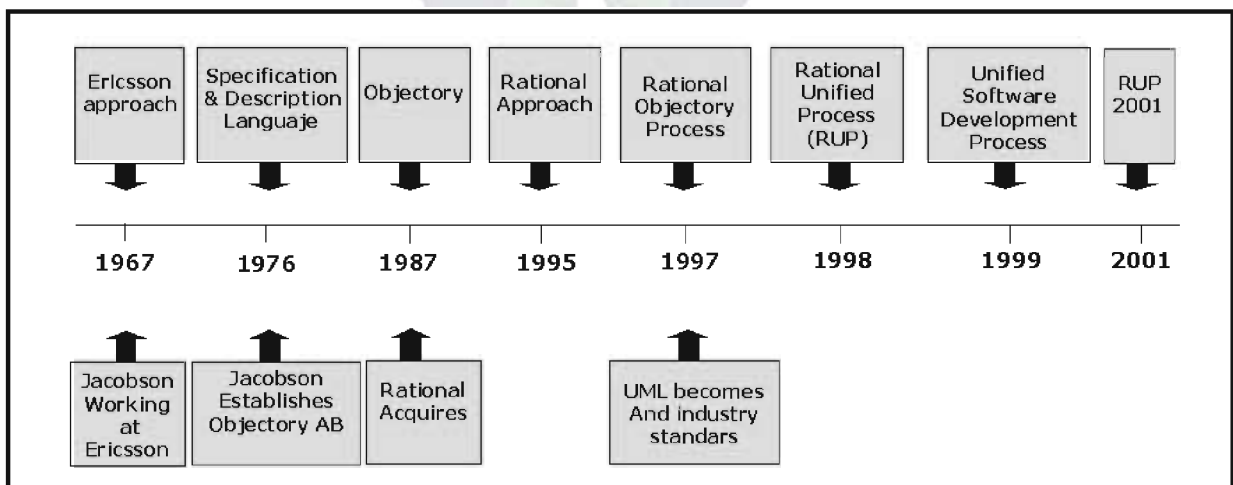 Ericsson
approach
Specification
& Description
Languaje
Objectory
Rational
Approach
Rational
Objectory
Process
Rational
Unified
Process
(RUP)
Unified
Software
Development
Process
RUP
2001
1967
1976
1987
1995
1997
1998
1999
2001
Jacobson
Working
at
Ericsson
Jacobson
Establishes
Objectory AB
Rational
Acquires
UML becomes
And industry
standars